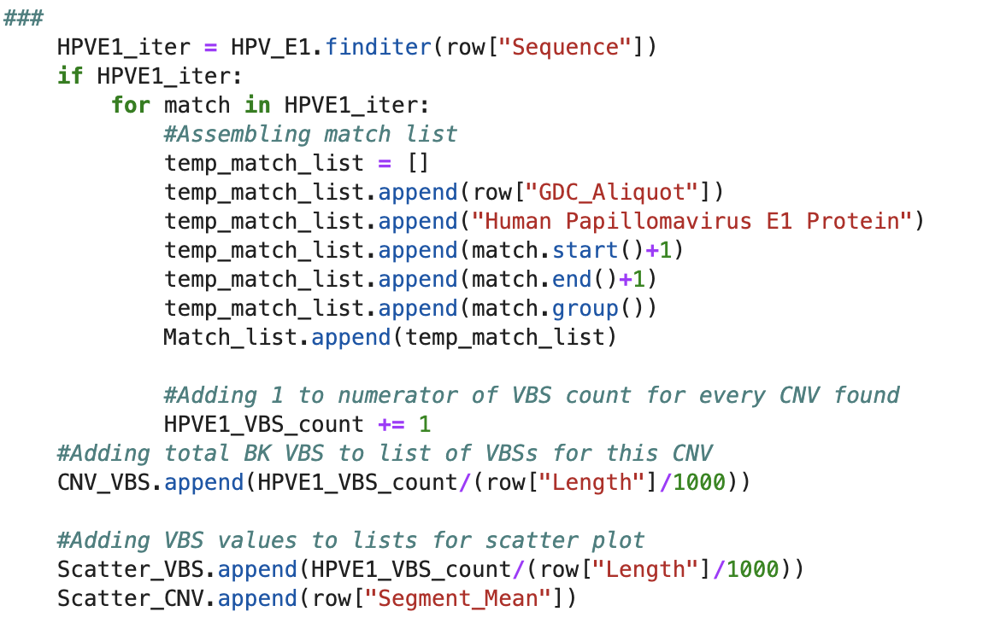 ###
    HPVE1_iter = HPV_E1.finditer(row["Sequence"])
    if HPVE1_iter:
        for match in HPVE1_iter:
            #Assembling match list
            temp_match_list = []
            temp_match_list.append(row["GDC_Aliquot"])
            temp_match_list.append("Human Papillomavirus E1 Protein")
            temp_match_list.append(match.start()+1)
            temp_match_list.append(match.end()+1)
            temp_match_list.append(match.group())
            Match_list.append(temp_match_list)

            #Adding 1 to numerator of VBS count for every CNV found
            HPVE1_VBS_count += 1
    #Adding total BK VBS to list of VBSs for this CNV
    CNV_VBS.append(HPVE1_VBS_count/(row["Length"]/1000))

    #Adding VBS values to lists for scatter plot
    Scatter_VBS.append(HPVE1_VBS_count/(row["Length"]/1000))
    Scatter_CNV.append(row["Segment_Mean"])